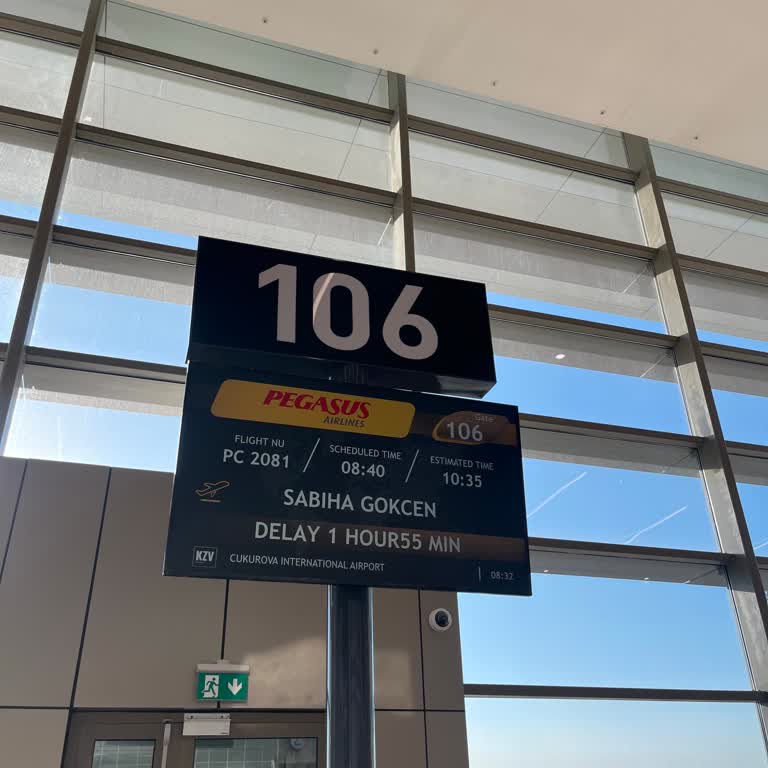 106
PEGASUS
AIRLINES
Gate
106
FLIGHT NU
PC 2081
SCHEDULED TIME
08:40
ESTIMATED TIME
10:35
SABIHA GOKCEN
DELAY 1 HOUR55 MIN
KZV
CUKUROVA INTERNATIONAL AIRPORT
08:32